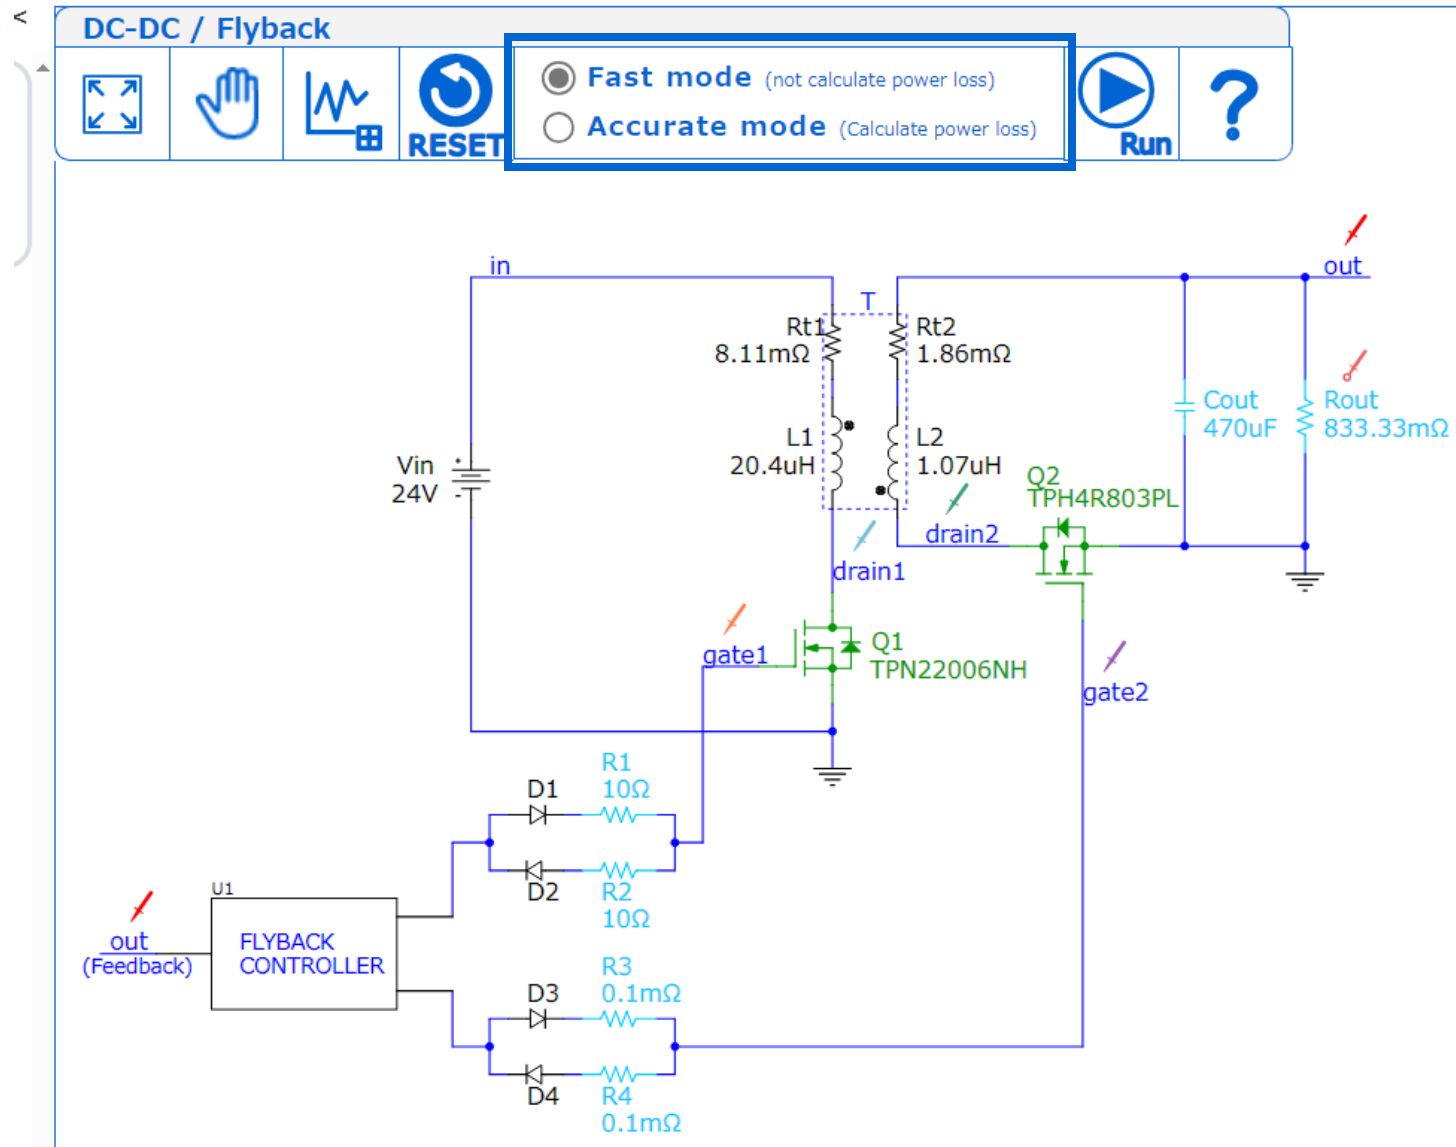 <
DC-DC / Flyback
RESET
Fast mode (not calculate power loss)
Accurate mode (Calculate power loss)
Run
?
in
out
T
Rt1
8.11mΩ
Rt2
1.86mΩ
Cout
470uF
Rout
833.33mΩ
L1
20.4uH
L2
1.07uH
Vin
24V
+
-
Q2
TPH4R803PL
drain2
drain1
gate1
Q1
TPN22006NH
gate2
R1
10Ω
D1
D2
R2
10Ω
U1
FLYBACK
CONTROLLER
out
(Feedback)
R3
0.1mΩ
D3
D4
R4
0.1mΩ